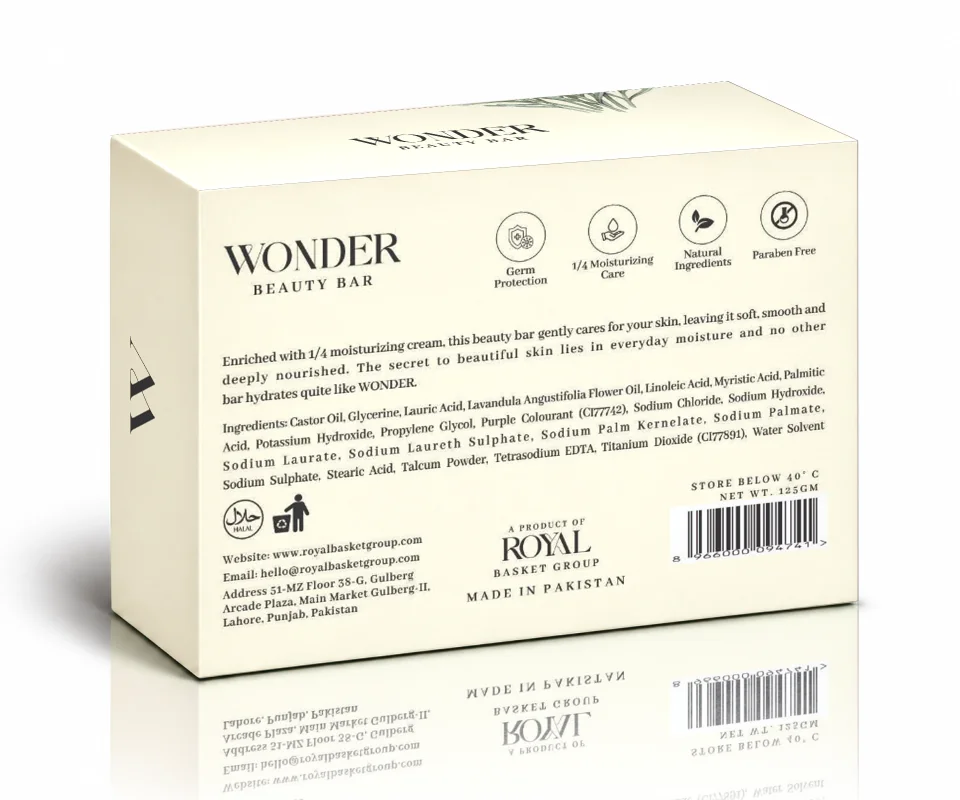 WONDER
BEAUTY BAR
WONDER
BEAUTY BAR
Germ
Protection
1/4 Moisturizing
Care
Natural
Ingredients
Paraben Free
Enriched with 1/4 moisturizing cream, this beauty bar gently cares for your skin, leaving it soft, smooth and
deeply nourished. The secret to beautiful skin lies in everyday moisture and no other
bar hydrates quite like WONDER.
Ingredients: Castor Oil, Glycerine, Lauric Acid, Lavandula Angustifolia Flower Oil, Linoleic Acid, Myristic Acid, Palmitic
Acid, Potassium Hydroxide, Propylene Glycol, Purple Colourant (CI77742), Sodium Chloride, Sodium Hydroxide,
Sodium Laurate, Sodium Laureth Sulphate, Sodium Palm Kernelate, Sodium Palmate,
Sodium Sulphate, Stearic Acid, Talcum Powder, Tetrasodium EDTA, Titanium Dioxide (CI77891), Water Solvent
STORE BELOW 40° C
NET WT. 125GM
8 966000 094741 >
حلال
HALAL
Website: www.royalbasketgroup.com
Email: hello@royalbasketgroup.com
Address 51-MZ Floor 38-G, Gulberg
Arcade Plaza, Main Market Gulberg-II,
Lahore, Punjab, Pakistan
A PRODUCT OF
ROYAL
BASKET GROUP
MADE IN PAKISTAN